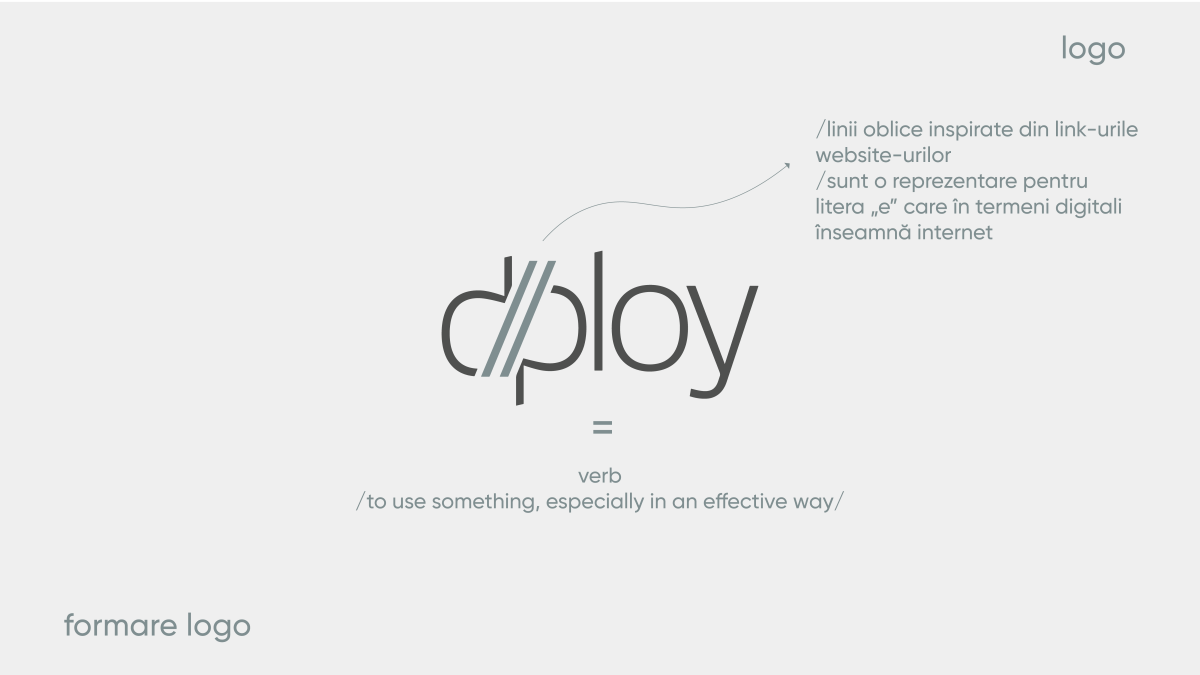 logo
/linii oblice inspirate din link-urile
website-urilor
/sunt o reprezentare pentru
litera „e” care în termeni digitali
înseamnă internet
d//ploy
=
verb
/to use something, especially in an effective way/
formare logo